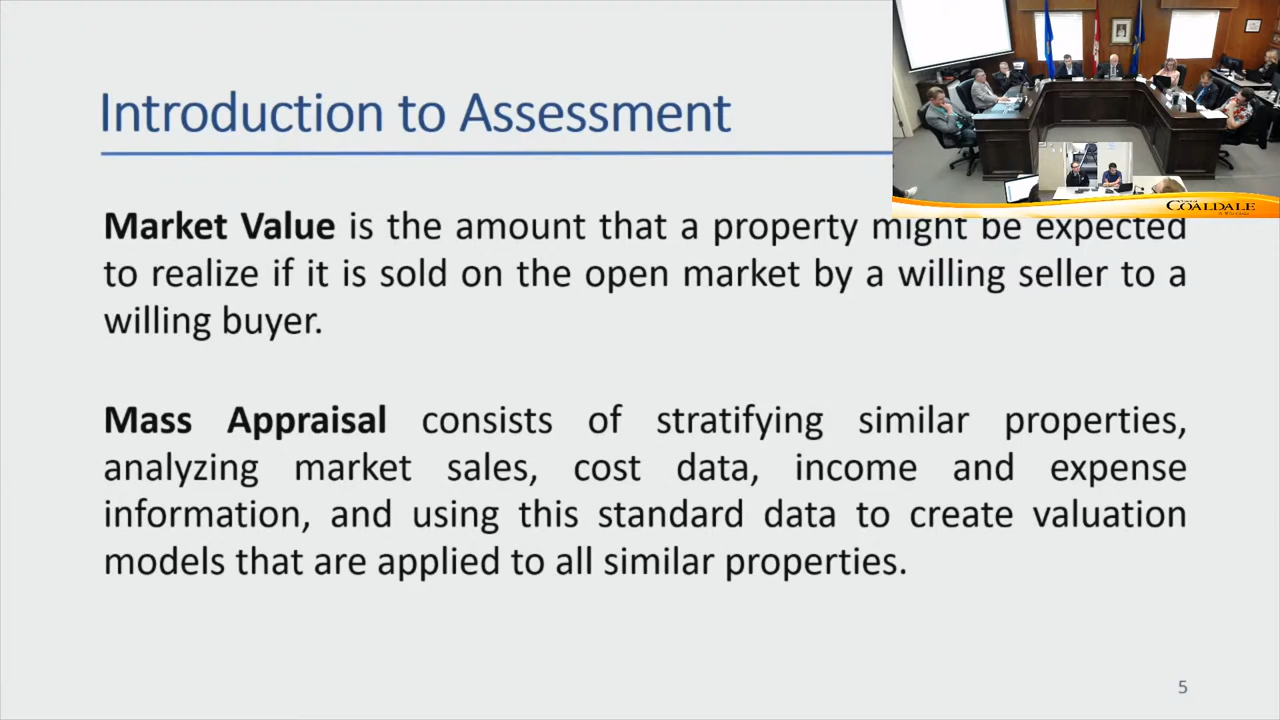 Introduction to Assessment
COALDALE
Market Value is the amount that a property might be expected
to realize if it is sold on the open market by a willing seller to a
willing buyer.
Mass Appraisal consists of stratifying similar properties,
analyzing market sales, cost data, income and expense
information, and using this standard data to create valuation
models that are applied to all similar properties.
5